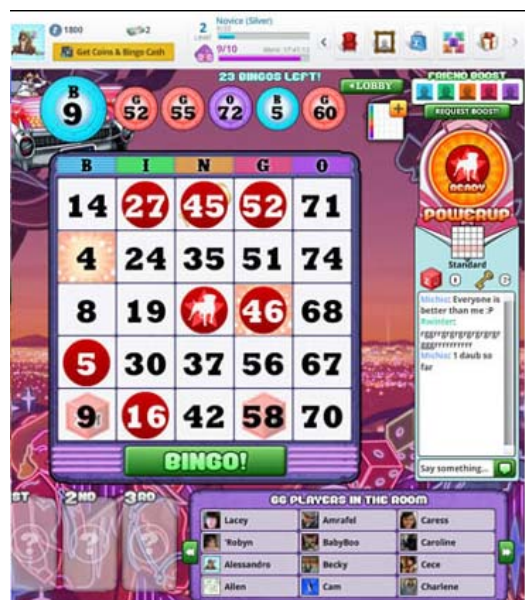 1800
2
2
LEVEL
Novice (Silver)
9/10
Get Coins & Bingo Cash
23 BINGOS LEFT!
LOBBY
FRIEND BOOST
REQUEST BOOST!
B 9
G 52
G 55
O 72
B 5
G 60
B I N G O
14 27 45 52 71
4 24 35 51 74
8 19 46 68
5 30 37 56 67
9 16 42 58 70
BINGO!
READY
POWERUP
Standard
0
Michis: Everyone is
better than me :P
Michis: 1 daub so
far
Say something...
2ND
3RD
66 PLAYERS IN THE ROOM
Lacey Amrafel Caress
'Robyn BabyBoo Caroline
Alessandro Becky Cece
Allen Cam Charlene